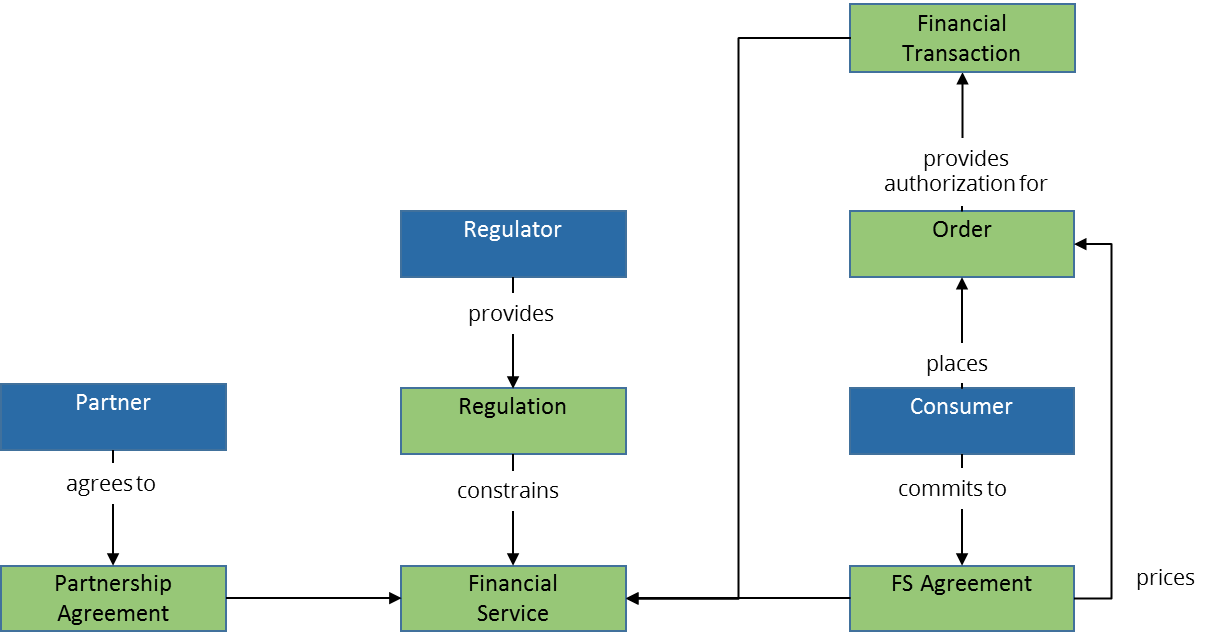 Financial
Transaction
provides
authorization for
Regulator
Order
provides
places
Partner
Regulation
Consumer
agrees to
constrains
commits to
Partnership
Agreement
Financial
Service
FS Agreement
prices